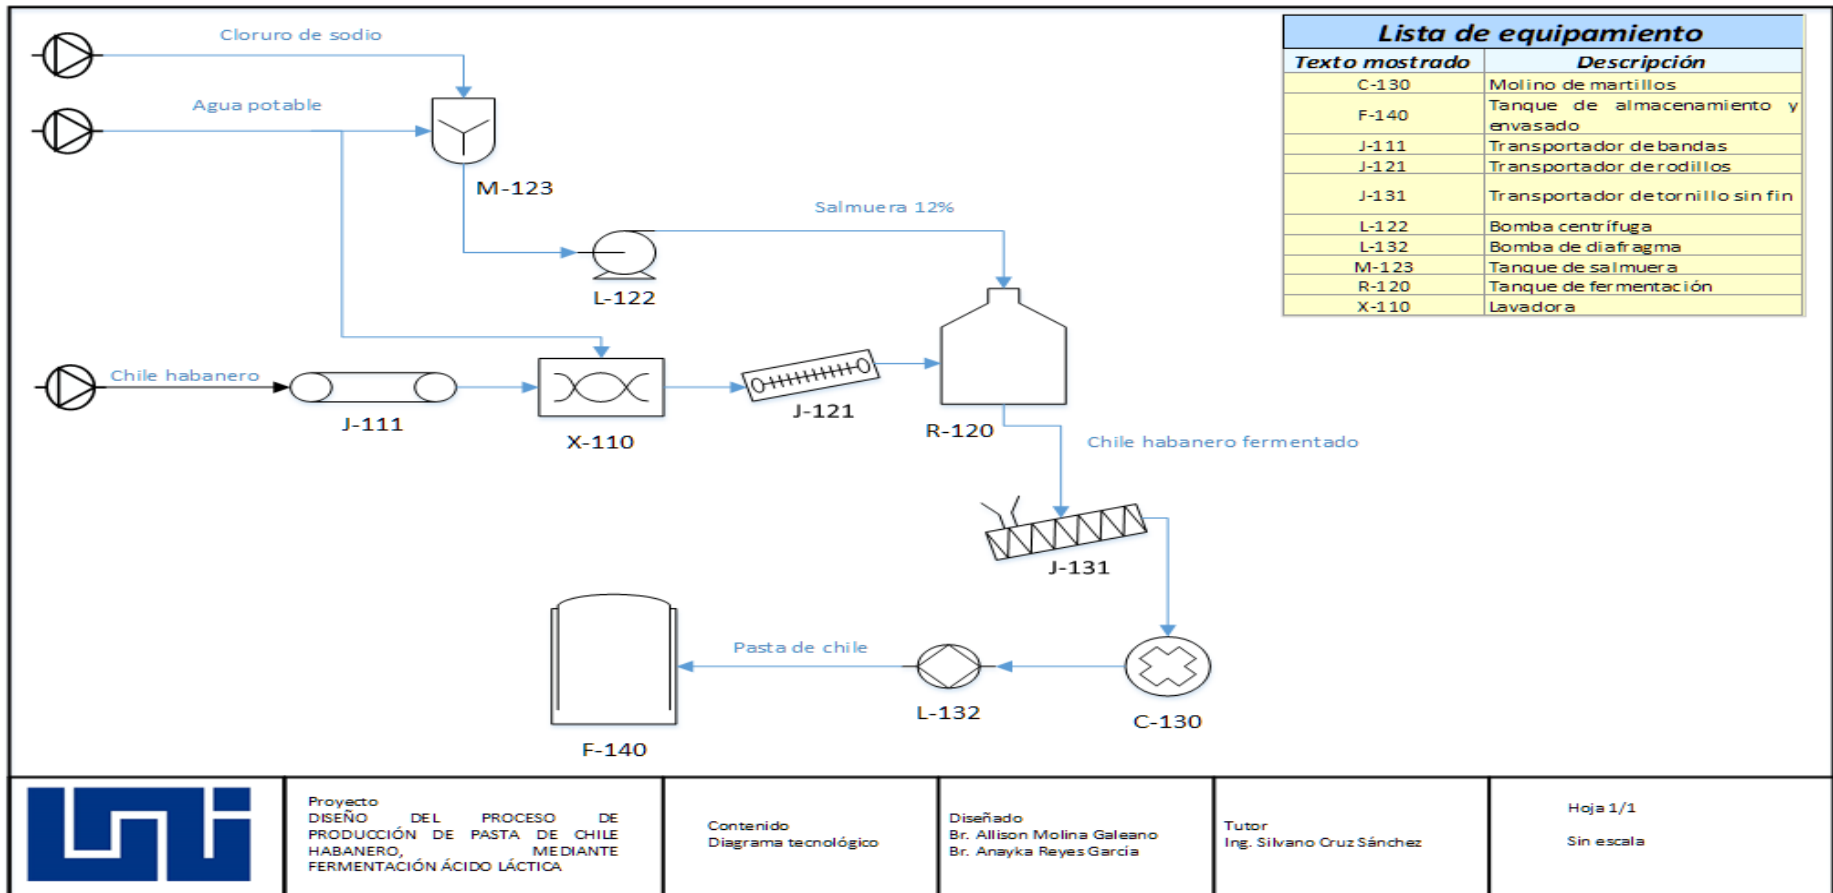 Cloruro de sodio
Agua potable
M-123
Salmuera 12%
L-122
Chile habanero
J-111
X-110
J-121
R-120
Chile habanero fermentado
J-131
Pasta de chile
L-132
C-130
F-140
Lista de equipamiento
Texto mostrado Descripción
C-130 Molino de martillos
F-140 Tanque de almacenamiento y
envasado
J-111 Transportador de bandas
J-121 Transportador de rodillos
J-131 Transportador de tornillo sin fin
L-122 Bomba centrífuga
L-132 Bomba de diafragma
M-123 Tanque de salmuera
R-120 Tanque de fermentación
X-110 Lavadora
uni
Proyecto
DISEÑO DEL PROCESO DE
PRODUCCIÓN DE PASTA DE CHILE
HABANERO, MEDIANTE
FERMENTACIÓN ÁCIDO LÁCTICA
Contenido
Diagrama tecnológico
Diseñado
Br. Allison Molina Galeano
Br. Anayka Reyes García
Tutor
Ing. Silvano Cruz Sánchez
Hoja 1/1
Sin escala